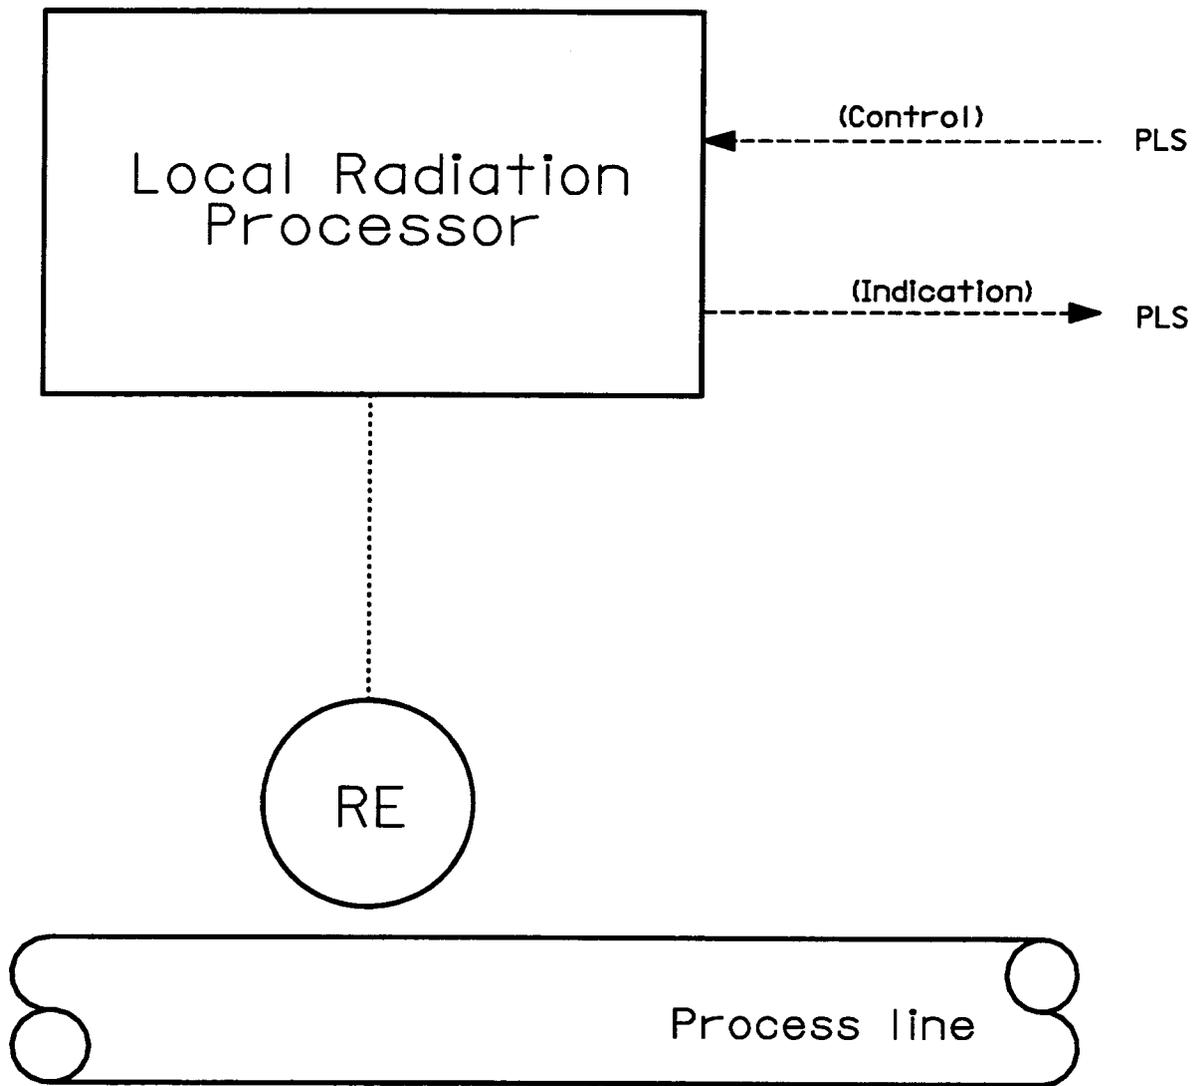 Local Radiation
Processor
(Control)
PLS
(Indication)
PLS
RE
Process line